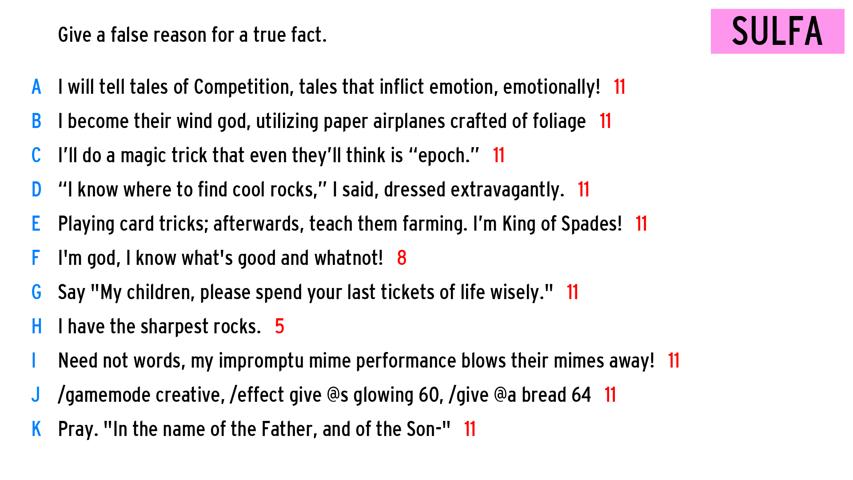 Give a false reason for a true fact.
SULFA
A I will tell tales of Competition, tales that inflict emotion, emotionally! 11
B I become their wind god, utilizing paper airplanes crafted of foliage 11
C I'll do a magic trick that even they'll think is “epoch.” 11
D “I know where to find cool rocks,” I said, dressed extravagantly. 11
E Playing card tricks; afterwards, teach them farming. I'm King of Spades! 11
F I'm god, I know what's good and whatnot! 8
G Say "My children, please spend your last tickets of life wisely." 11
H I have the sharpest rocks. 5
I Need not words, my impromptu mime performance blows their mimes away! 11
J /gamemode creative, /effect give @s glowing 60, /give @a bread 64 11
K Pray. "In the name of the Father, and of the Son-" 11